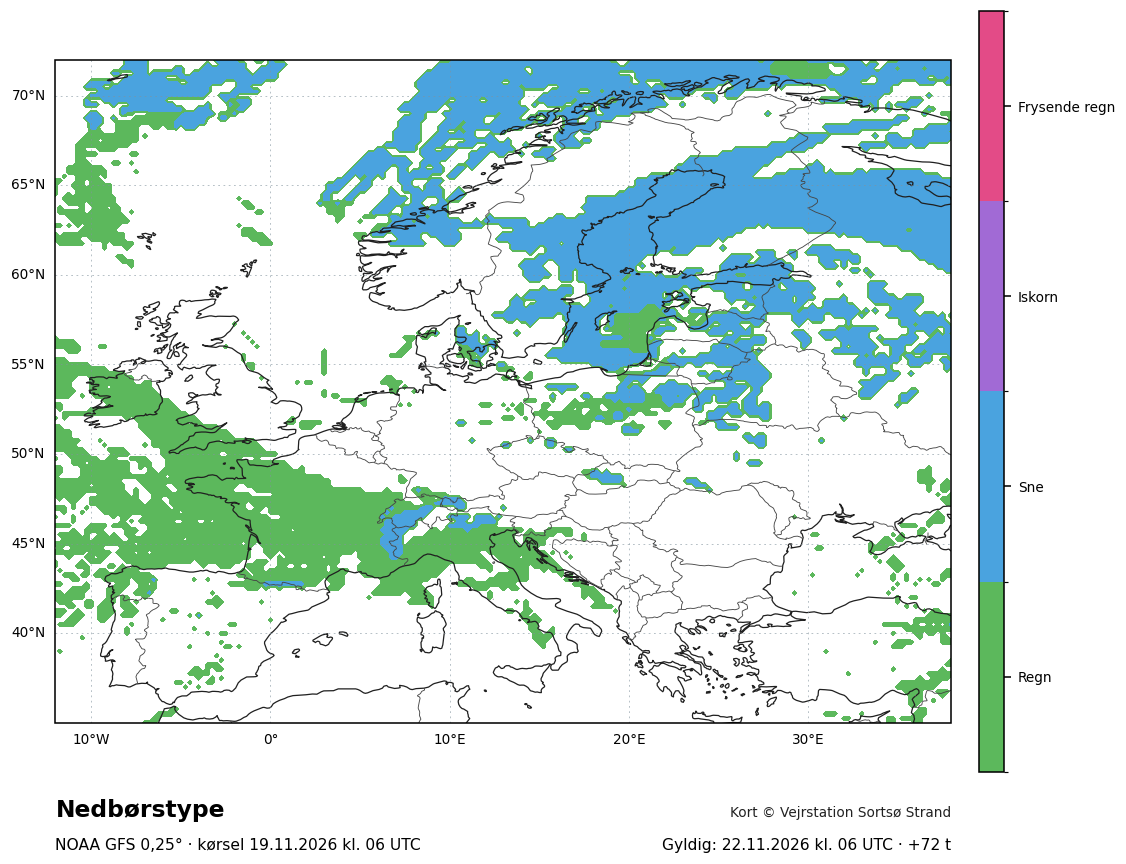 70°N
65°N
60°N
55°N
50°N
45°N
40°N
10°W
0°
10°E
20°E
30°E
Frysende regn
Iskorn
Sne
Regn
Nedbørstype
Kort © Vejrstation Sortsø Strand
NOAA GFS 0,25° · kørsel 19.11.2026 kl. 06 UTC
Gyldig: 22.11.2026 kl. 06 UTC · +72 t